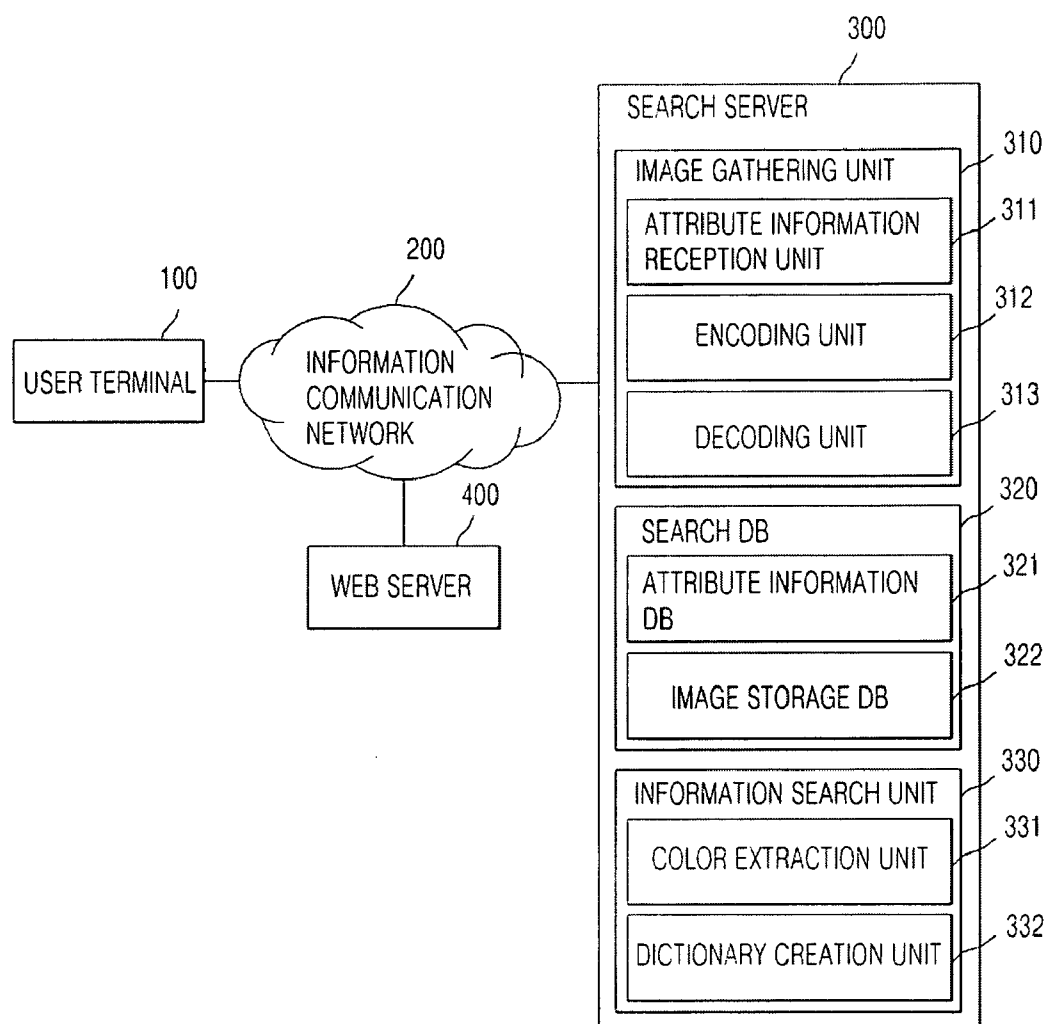 300
SEARCH SERVER
310
IMAGE GATHERING UNIT
311
ATTRIBUTE INFORMATION
RECEPTION UNIT
312
ENCODING UNIT
313
DECODING UNIT
100
USER TERMINAL
200
INFORMATION
COMMUNICATION
NETWORK
400
WEB SERVER
320
SEARCH DB
321
ATTRIBUTE INFORMATION
DB
322
IMAGE STORAGE DB
330
INFORMATION SEARCH UNIT
331
COLOR EXTRACTION UNIT
332
DICTIONARY CREATION UNIT